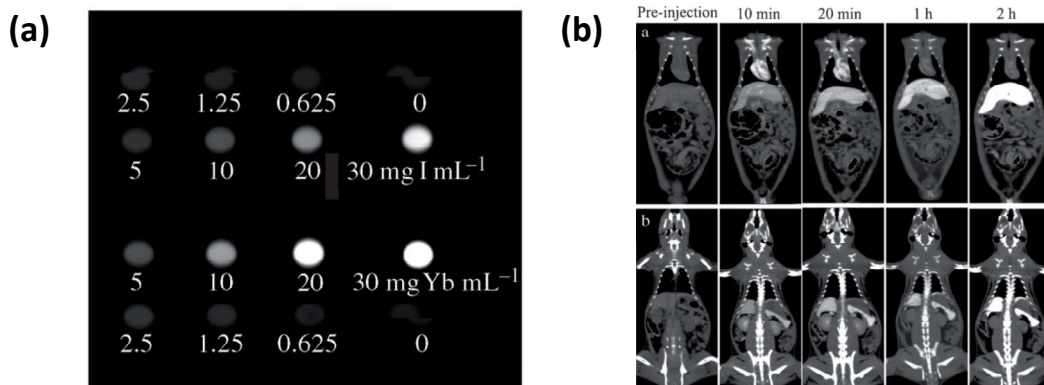 (a)
2.5 1.25 0.625 0
5 10 20 30 mg I mL⁻¹
5 10 20 30 mg Yb mL⁻¹
2.5 1.25 0.625 0
(b)
Pre-injection 10 min 20 min 1 h 2 h
a
b